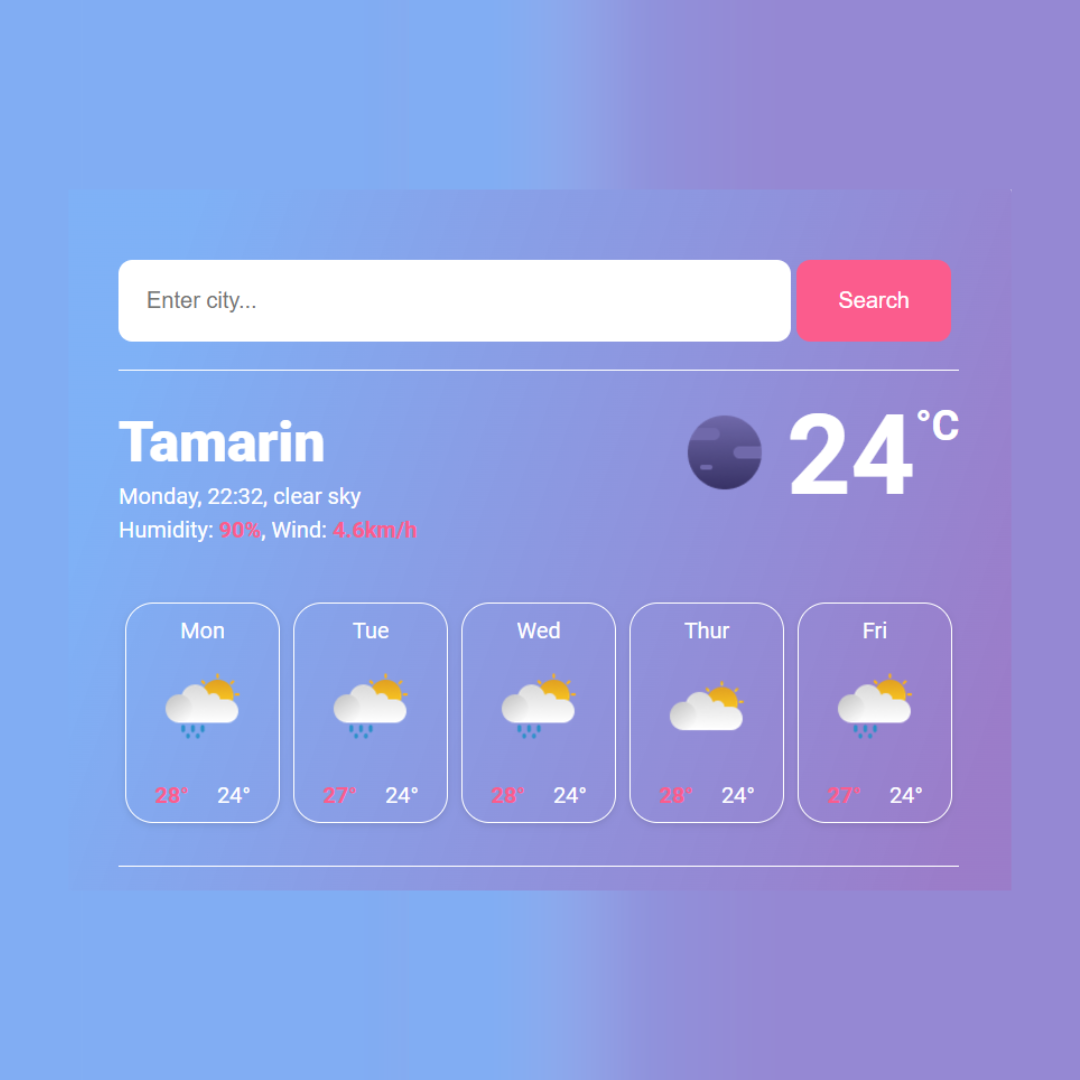 Enter city... Search
Tamarin
24°C
Monday, 22:32, clear sky
Humidity: 90%, Wind: 4.6km/h
Mon Tue Wed Thur Fri
28° 24° 27° 24° 28° 24° 28° 24° 27° 24°